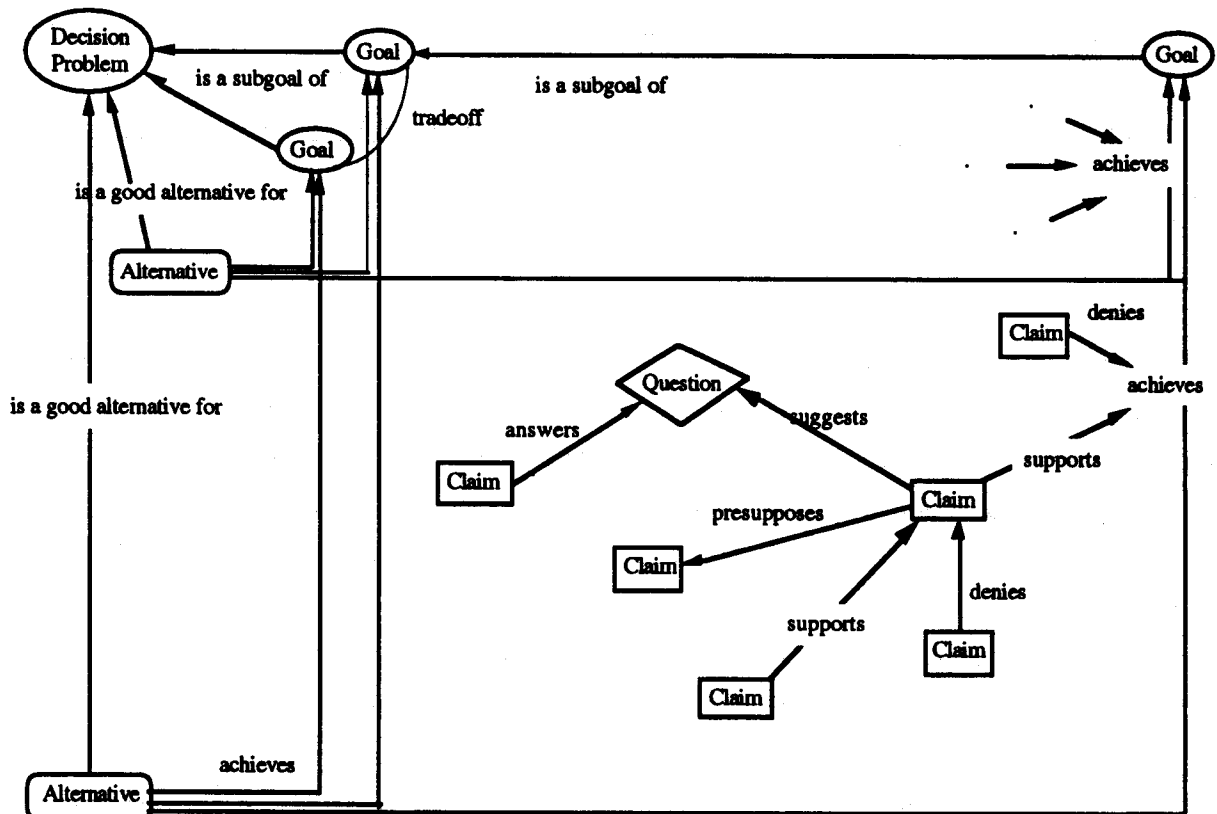 Decision
Problem
Goal
Goal
is a subgoal of
is a subgoal of
tradeoff
Goal
achieves
is a good alternative for
Alternative
denies
Claim
Question
achieves
is a good alternative for
suggests
answers
supports
Claim
Claim
presupposes
Claim
denies
supports
Claim
Claim
achieves
Alternative